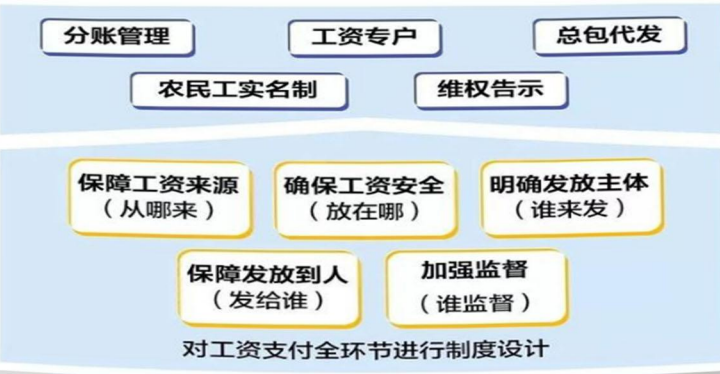 分账管理
工资专户
总包代发
农民工实名制
维权告示
保障工资来源
（从哪来）
确保工资安全
（放在哪）
明确发放主体
（谁来发）
保障发放到人
（发给谁）
加强监督
（谁监督）
对工资支付全环节进行制度设计